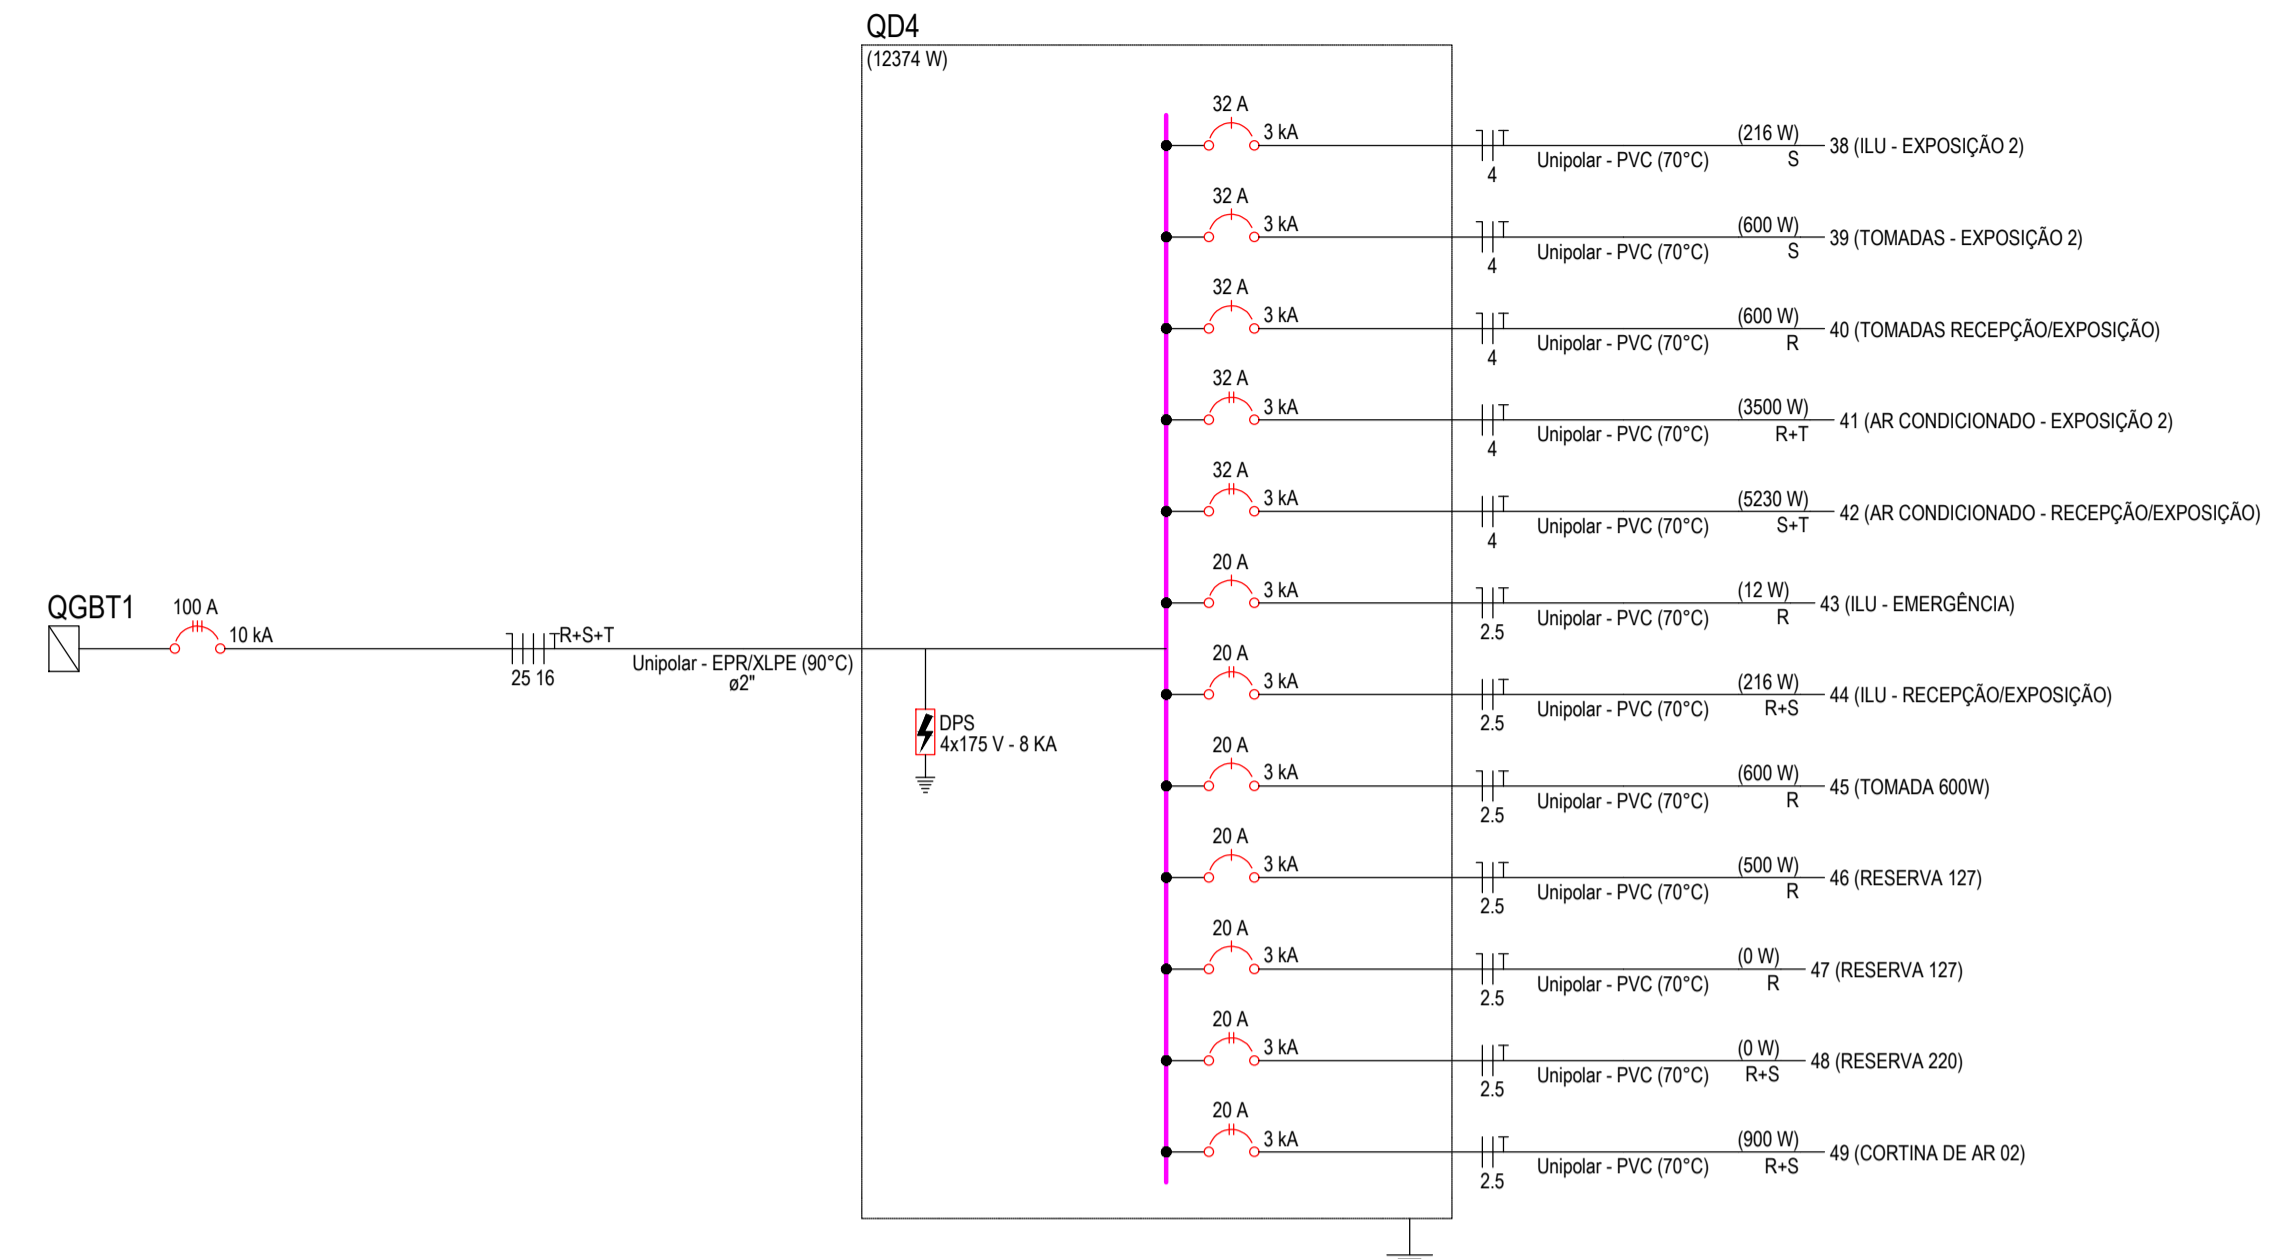 QD4
(12374 W)
32 A
3 kA
4
Unipolar - PVC (70°C)
(216 W)
S
38 (ILU - EXPOSIÇÃO 2)
32 A
3 kA
4
Unipolar - PVC (70°C)
(600 W)
S
39 (TOMADAS - EXPOSIÇÃO 2)
32 A
3 kA
4
Unipolar - PVC (70°C)
(600 W)
R
40 (TOMADAS RECEPÇÃO/EXPOSIÇÃO)
32 A
3 kA
4
Unipolar - PVC (70°C)
(3500 W)
R+T
41 (AR CONDICIONADO - EXPOSIÇÃO 2)
32 A
3 kA
4
Unipolar - PVC (70°C)
(5230 W)
S+T
42 (AR CONDICIONADO - RECEPÇÃO/EXPOSIÇÃO)
20 A
3 kA
2.5
Unipolar - PVC (70°C)
(12 W)
R
43 (ILU - EMERGÊNCIA)
QGBT1
100 A
10 kA
R+S+T
25 16
Unipolar - EPR/XLPE (90°C)
ø2"
DPS
4x175 V - 8 KA
20 A
3 kA
2.5
Unipolar - PVC (70°C)
(216 W)
R+S
44 (ILU - RECEPÇÃO/EXPOSIÇÃO)
20 A
3 kA
2.5
Unipolar - PVC (70°C)
(600 W)
R
45 (TOMADA 600W)
20 A
3 kA
2.5
Unipolar - PVC (70°C)
(500 W)
R
46 (RESERVA 127)
20 A
3 kA
2.5
Unipolar - PVC (70°C)
(0 W)
R
47 (RESERVA 127)
20 A
3 kA
2.5
Unipolar - PVC (70°C)
(0 W)
R+S
48 (RESERVA 220)
20 A
3 kA
2.5
Unipolar - PVC (70°C)
(900 W)
R+S
49 (CORTINA DE AR 02)